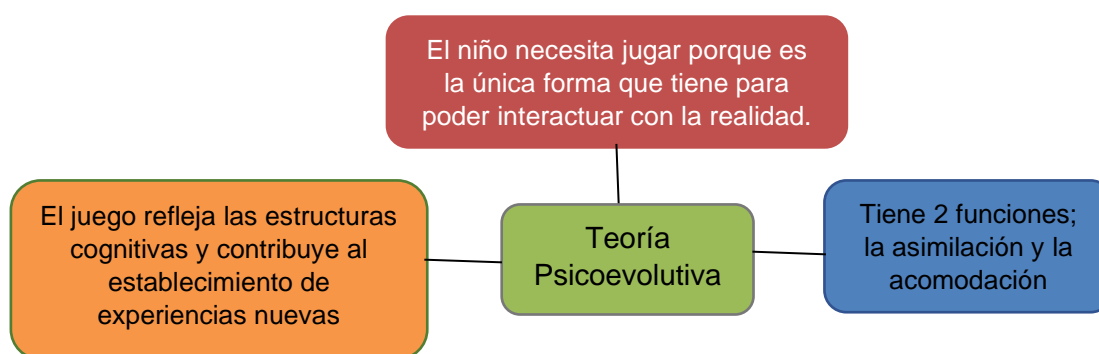 El niño necesita jugar porque es
la única forma que tiene para
poder interactuar con la realidad.
El juego refleja las estructuras
cognitivas y contribuye al
establecimiento de
experiencias nuevas
Teoría
Psicoevolutiva
Tiene 2 funciones;
la asimilación y la
acomodación